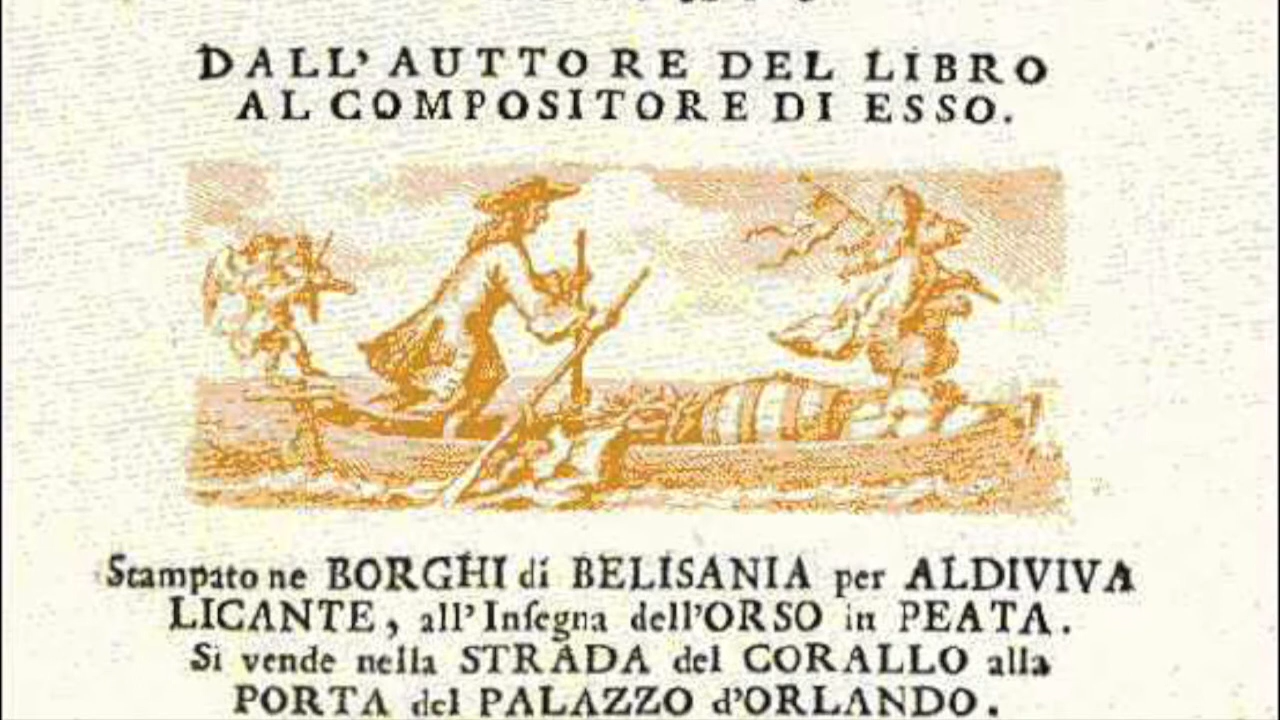 DALL' AUTTORE DEL LIBRO
AL COMPOSITORE DI ESSO.
Stampato ne BORGHI di BELISANIA per ALDIVIVA
LICANTE, all'Insegna dell'ORSO in PEATA.
Si vende nella STRADA del CORALLO alla
PORTA del PALAZZO d'ORLANDO.